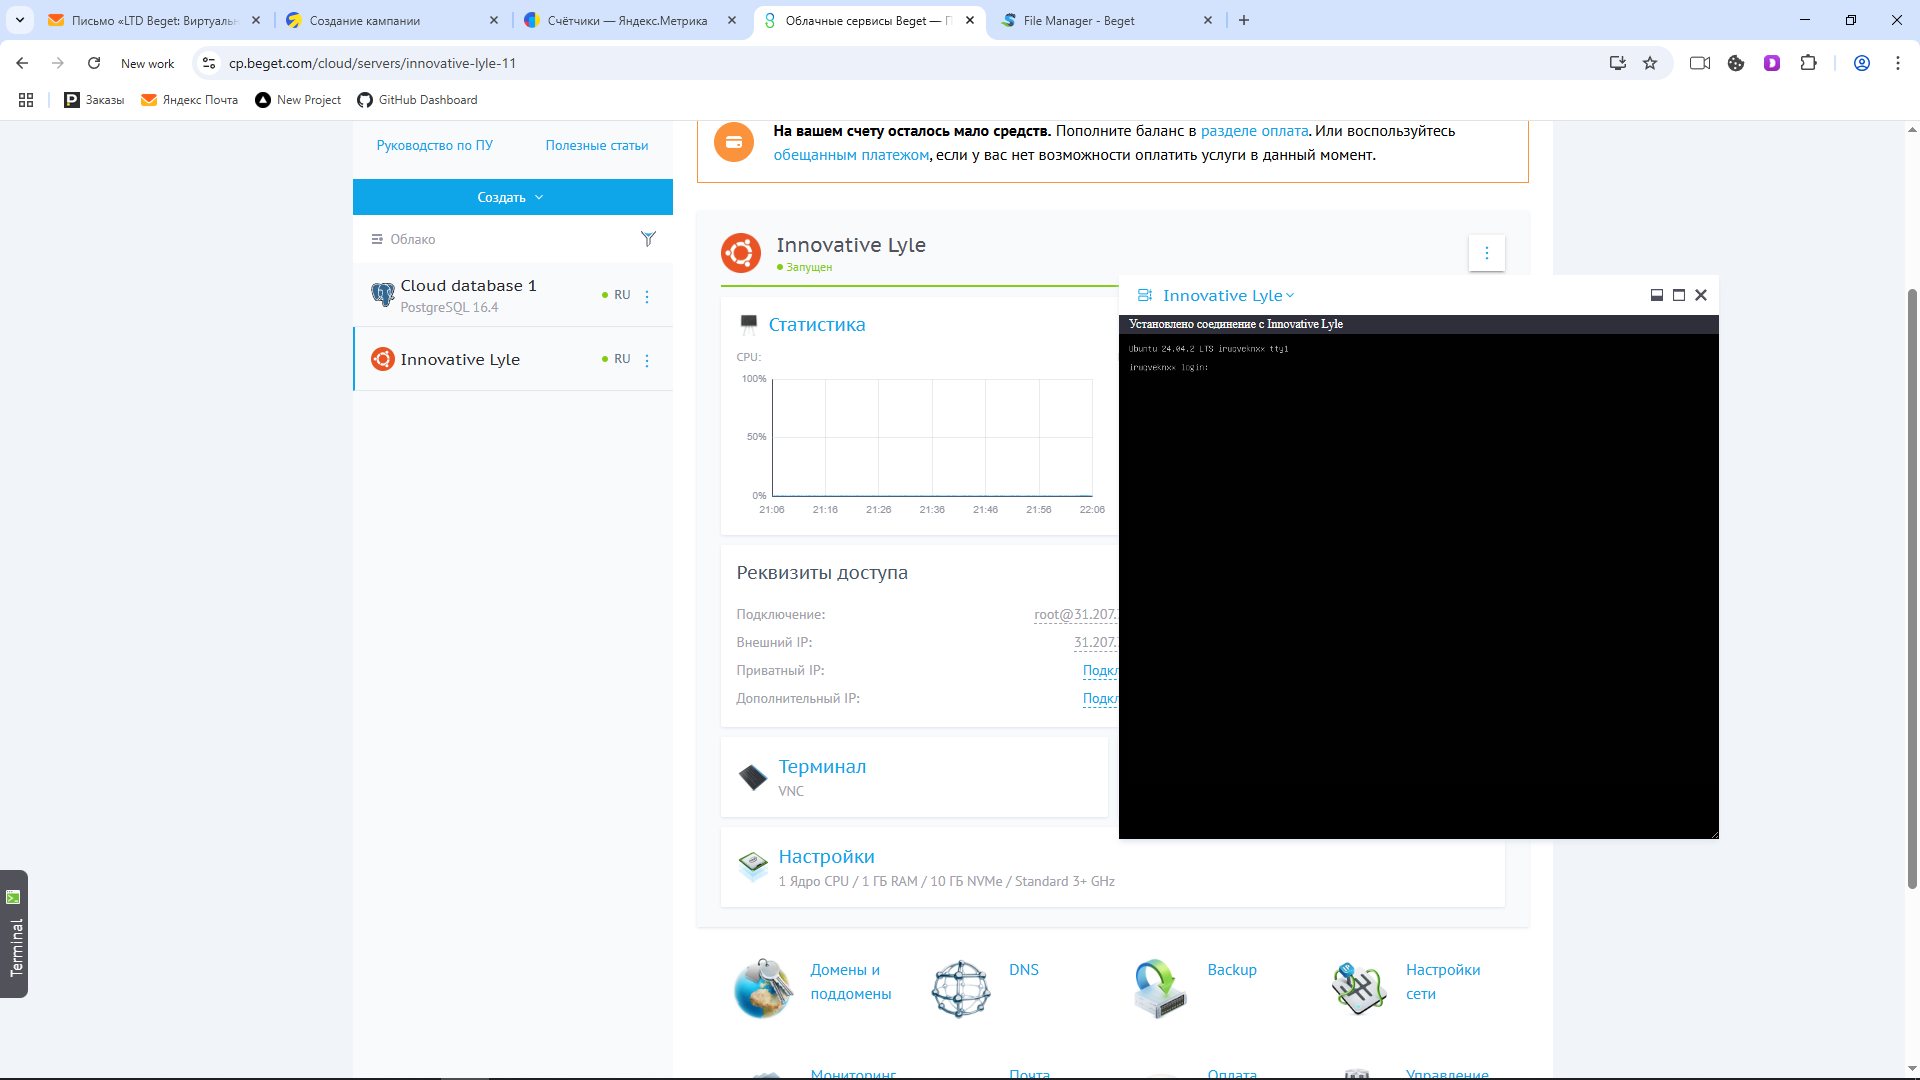 Письмо «LTD Beget: Виртуальн
Создание кампании
Счётчики — Яндекс.Метрика
Облачные сервисы Beget — П
File Manager - Beget
New work
cp.beget.com/cloud/servers/innovative-lyle-11
Заказы
Яндекс Почта
New Project
GitHub Dashboard
Руководство по ПУ
Полезные статьи
Создать
Облако
Cloud database 1
PostgreSQL 16.4
RU
Innovative Lyle
RU
На вашем счету осталось мало средств. Пополните баланс в разделе оплата. Или воспользуйтесь
обещанным платежом, если у вас нет возможности оплатить услуги в данный момент.
Innovative Lyle
Запущен
Статистика
CPU:
100%
50%
0%
21:06 21:16 21:26 21:36 21:46 21:56 22:06
Реквизиты доступа
Подключение:
root@31.207.
Внешний IP:
31.207.
Приватный IP:
Подкл
Дополнительный IP:
Подкл
Терминал
VNC
Настройки
1 Ядро CPU / 1 ГБ RAM / 10 ГБ NVMe / Standard 3+ GHz
Innovative Lyle
Установлено соединение с Innovative Lyle
Ubuntu 24.04.2 LTS iruqveknxx tty1
iruqveknxx login:
Домены и
поддомены
DNS
Backup
Настройки
сети
Мониторинг
Почта
Оплата
Управление
Terminal